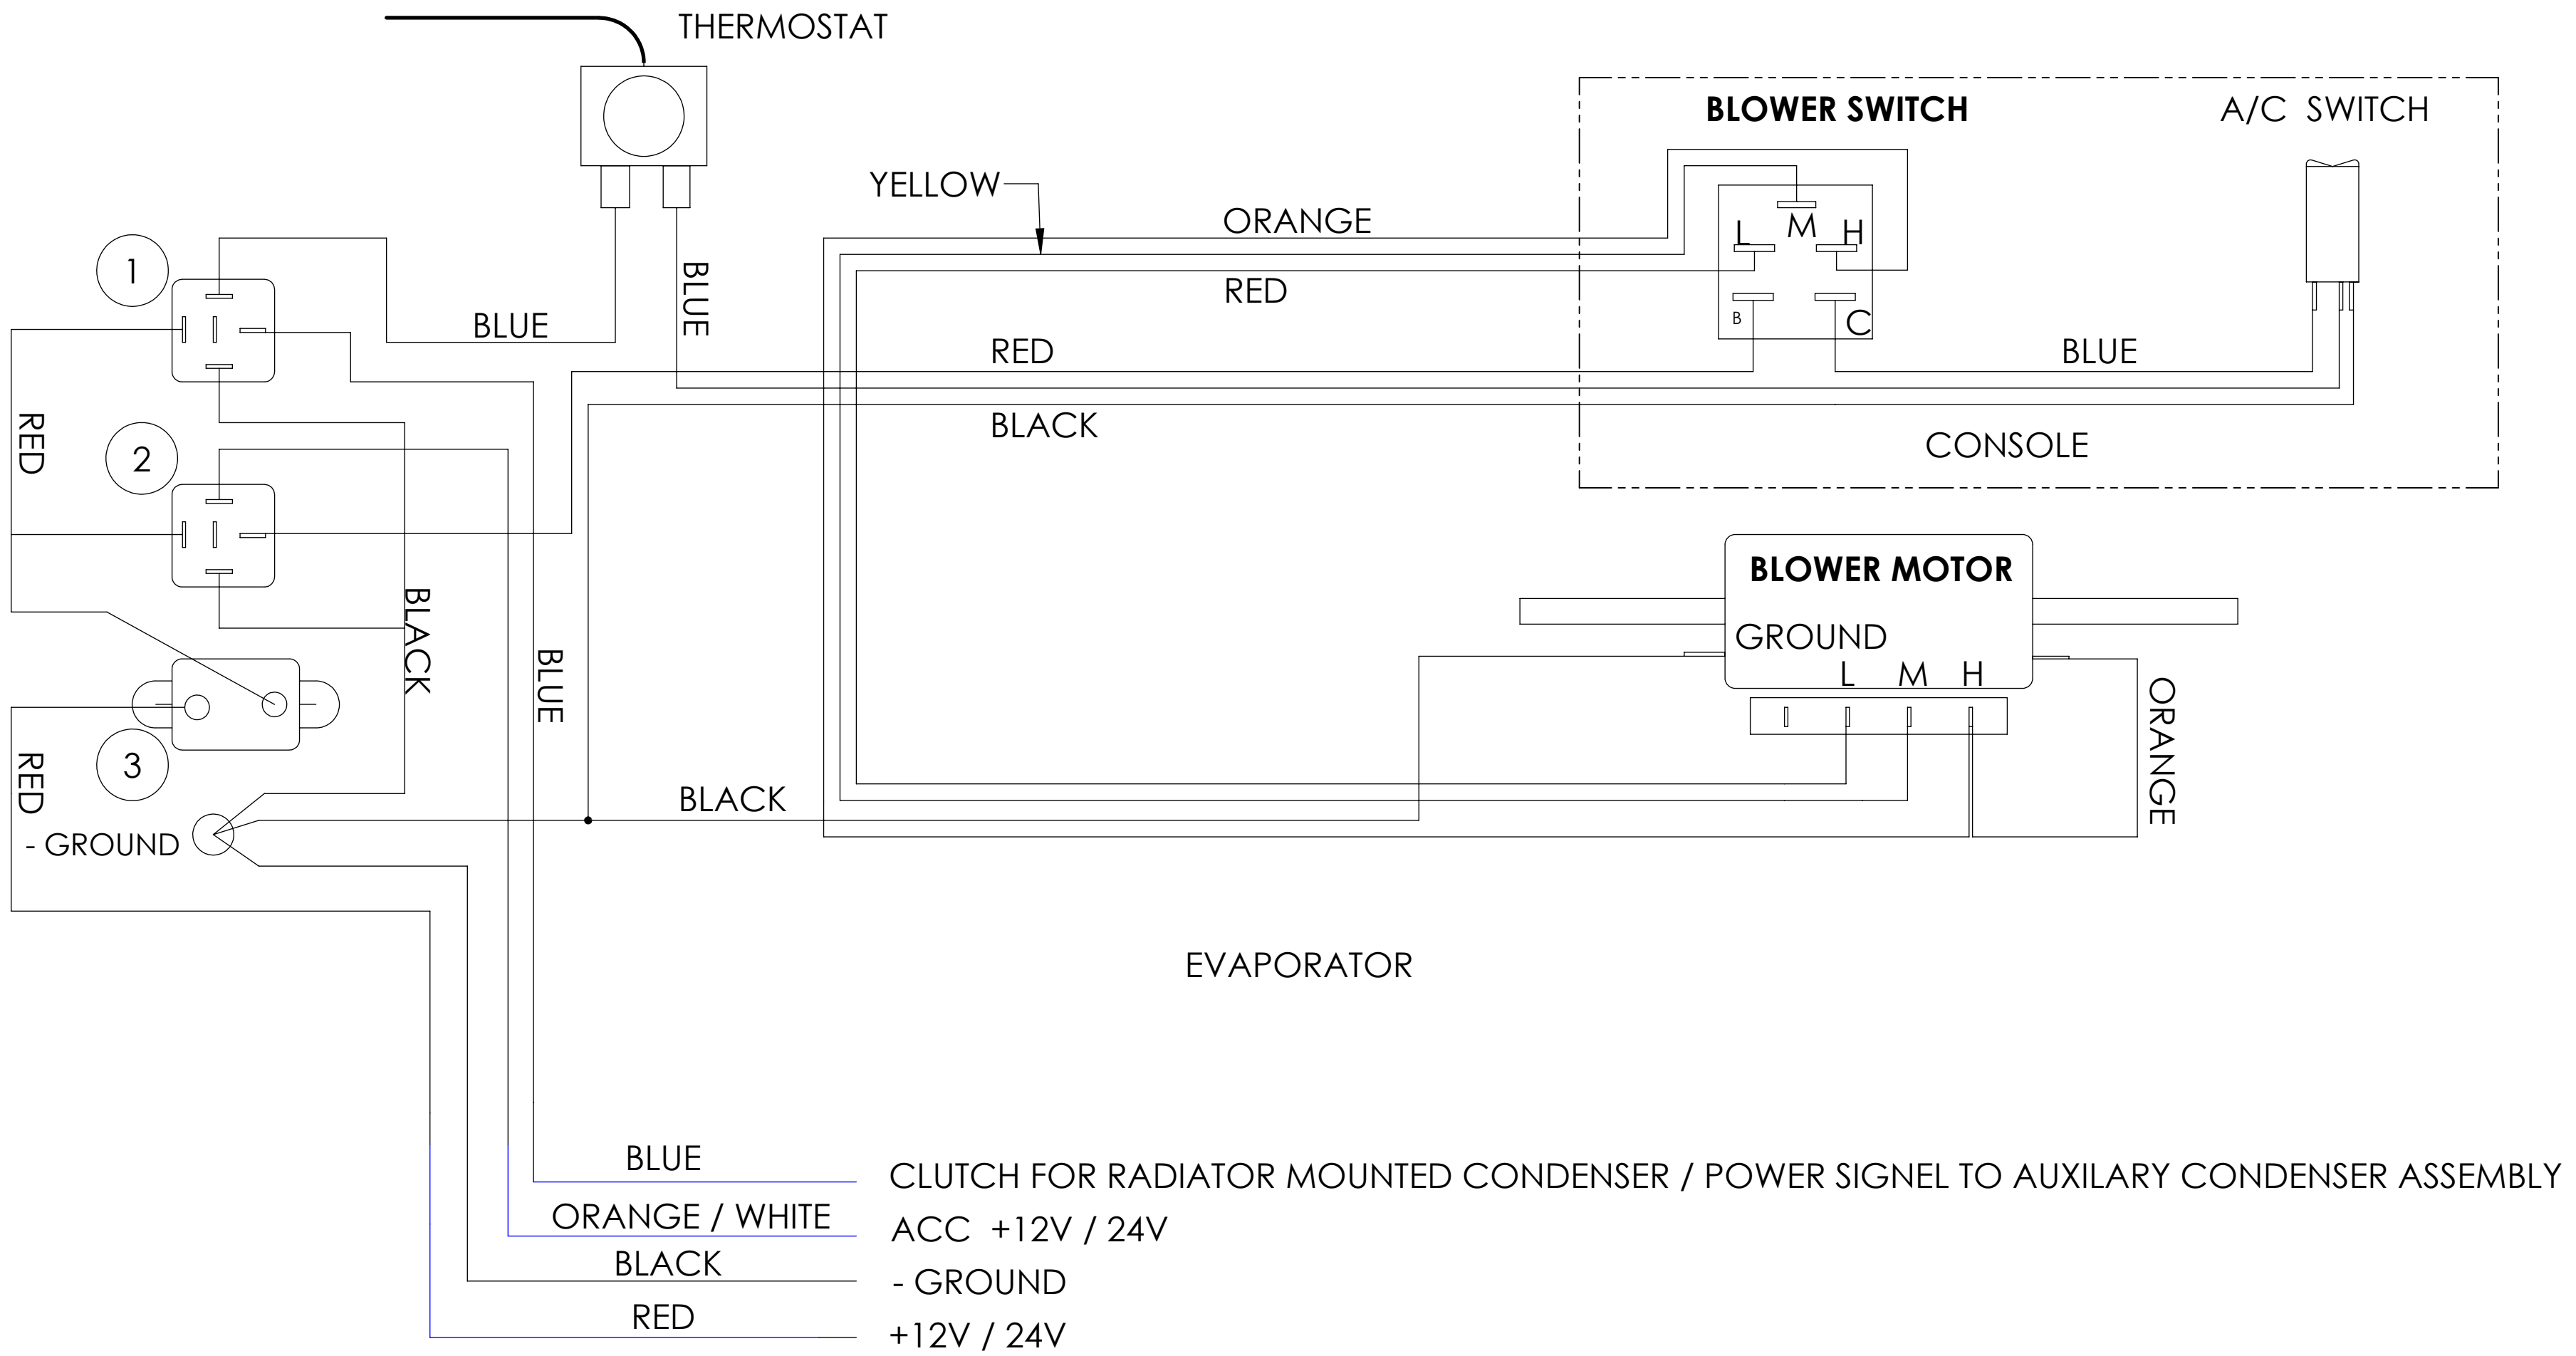 THERMOSTAT
BLOWER SWITCH
A/C SWITCH
YELLOW
ORANGE
L M H
1
BLUE
BLUE
RED
B C
RED
BLUE
RED
BLACK
CONSOLE
2
BLOWER MOTOR
BLACK
GROUND
BLUE
L M H
ORANGE
3
RED
BLACK
- GROUND
EVAPORATOR
BLUE CLUTCH FOR RADIATOR MOUNTED CONDENSER / POWER SIGNEL TO AUXILARY CONDENSER ASSEMBLY
ORANGE / WHITE ACC +12V / 24V
BLACK - GROUND
RED +12V / 24V